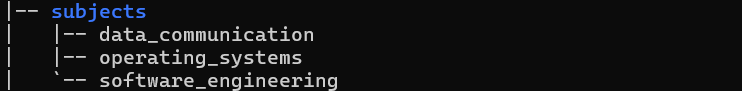 |-- subjects
|   |-- data_communication
|   |-- operating_systems
|   `-- software_engineering